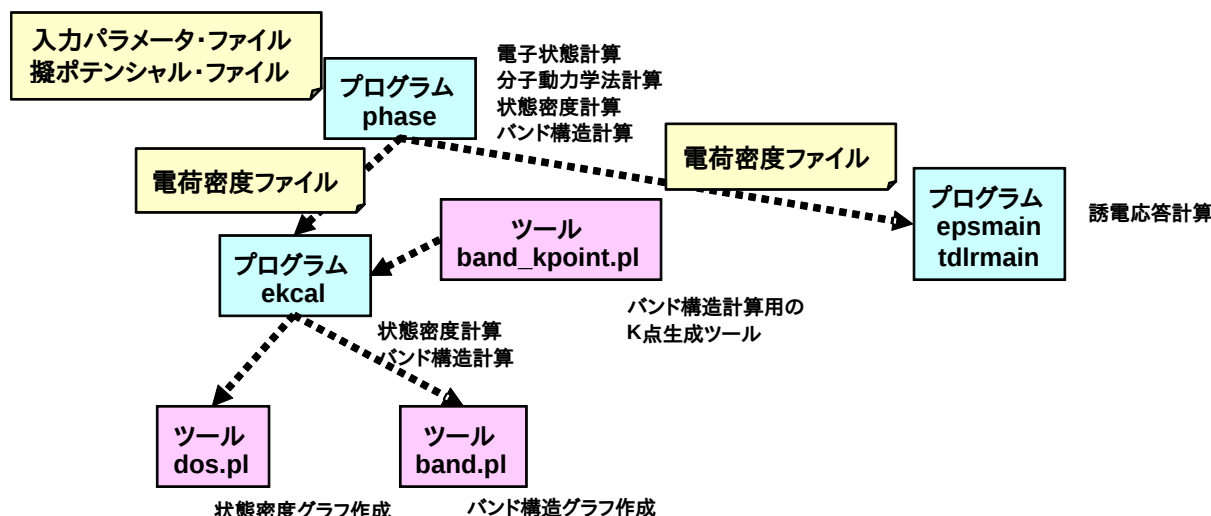 入力パラメータ・ファイル
擬ポテンシャル・ファイル
プログラム
phase
電子状態計算
分子動力学法計算
状態密度計算
バンド構造計算
電荷密度ファイル
電荷密度ファイル
プログラム
epsmain
tdlrmain
誘電応答計算
ツール
band_kpoint.pl
プログラム
ekcal
バンド構造計算用の
K点生成ツール
状態密度計算
バンド構造計算
ツール
dos.pl
ツール
band.pl
状態密度グラフ作成
バンド構造グラフ作成